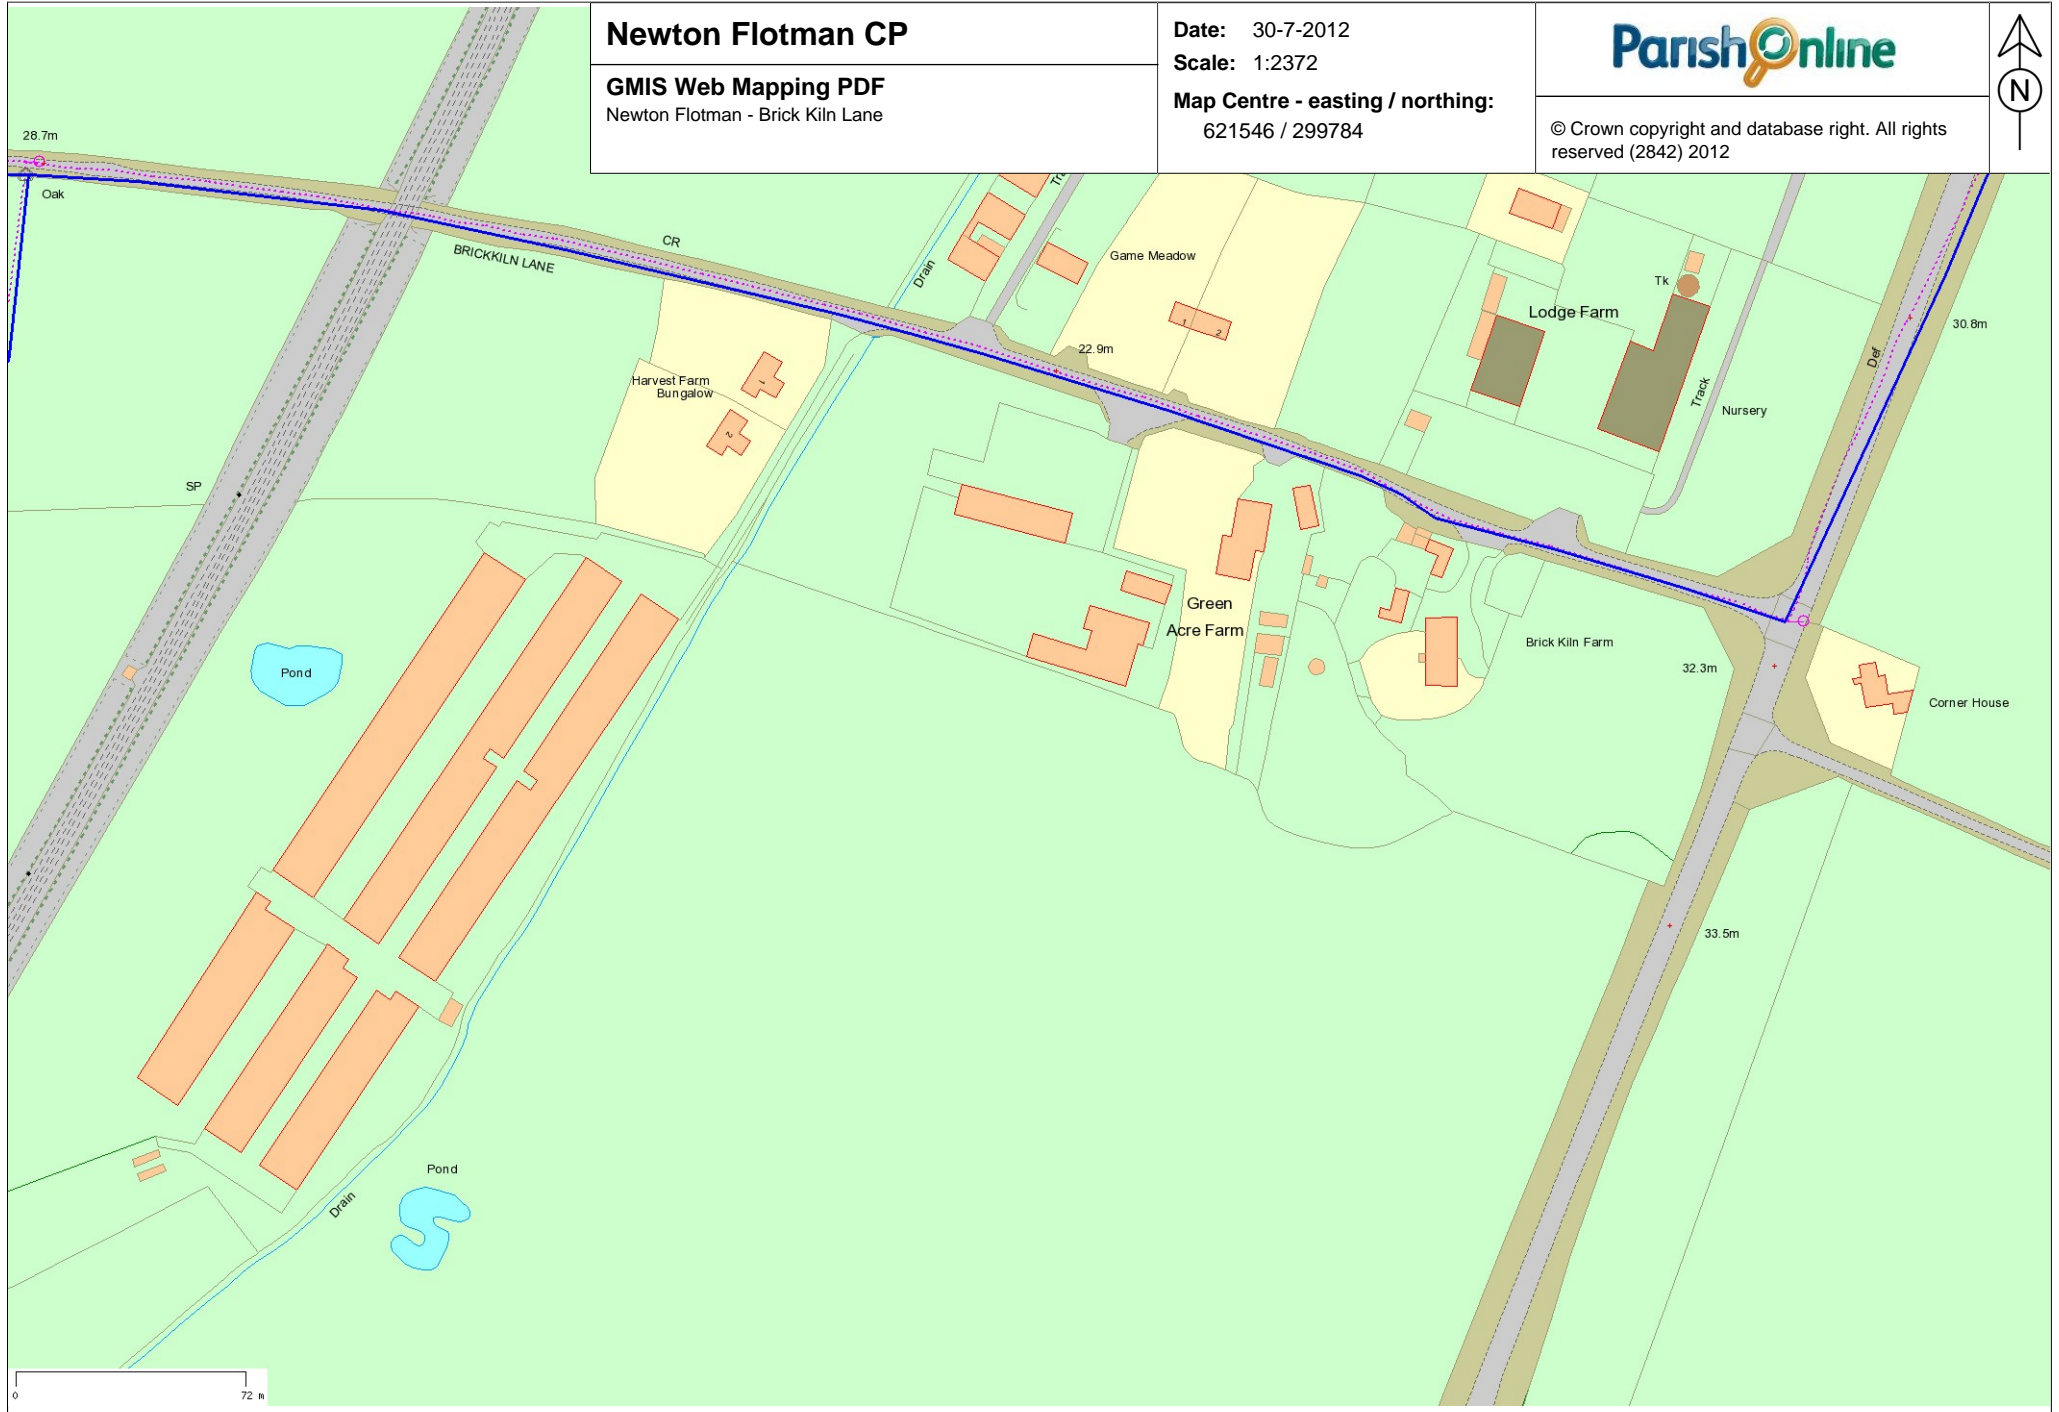 Newton Flotman CP
GMIS Web Mapping PDF
Newton Flotman - Brick Kiln Lane
Date: 30-7-2012
Scale: 1:2372
Map Centre - easting / northing:
621546 / 299784
ParishOnline
© Crown copyright and database right. All rights
reserved (2842) 2012
N
28.7m
Oak
BRICKKILN LANE
CR
Drain
Game Meadow
1
2
22.9m
Tk
Lodge Farm
Def
30.8m
Track
Nursery
Harvest Farm
Bungalow
1
2
SP
Green
Acre Farm
Brick Kiln Farm
32.3m
Corner House
Pond
33.5m
Pond
Drain
0
72 m